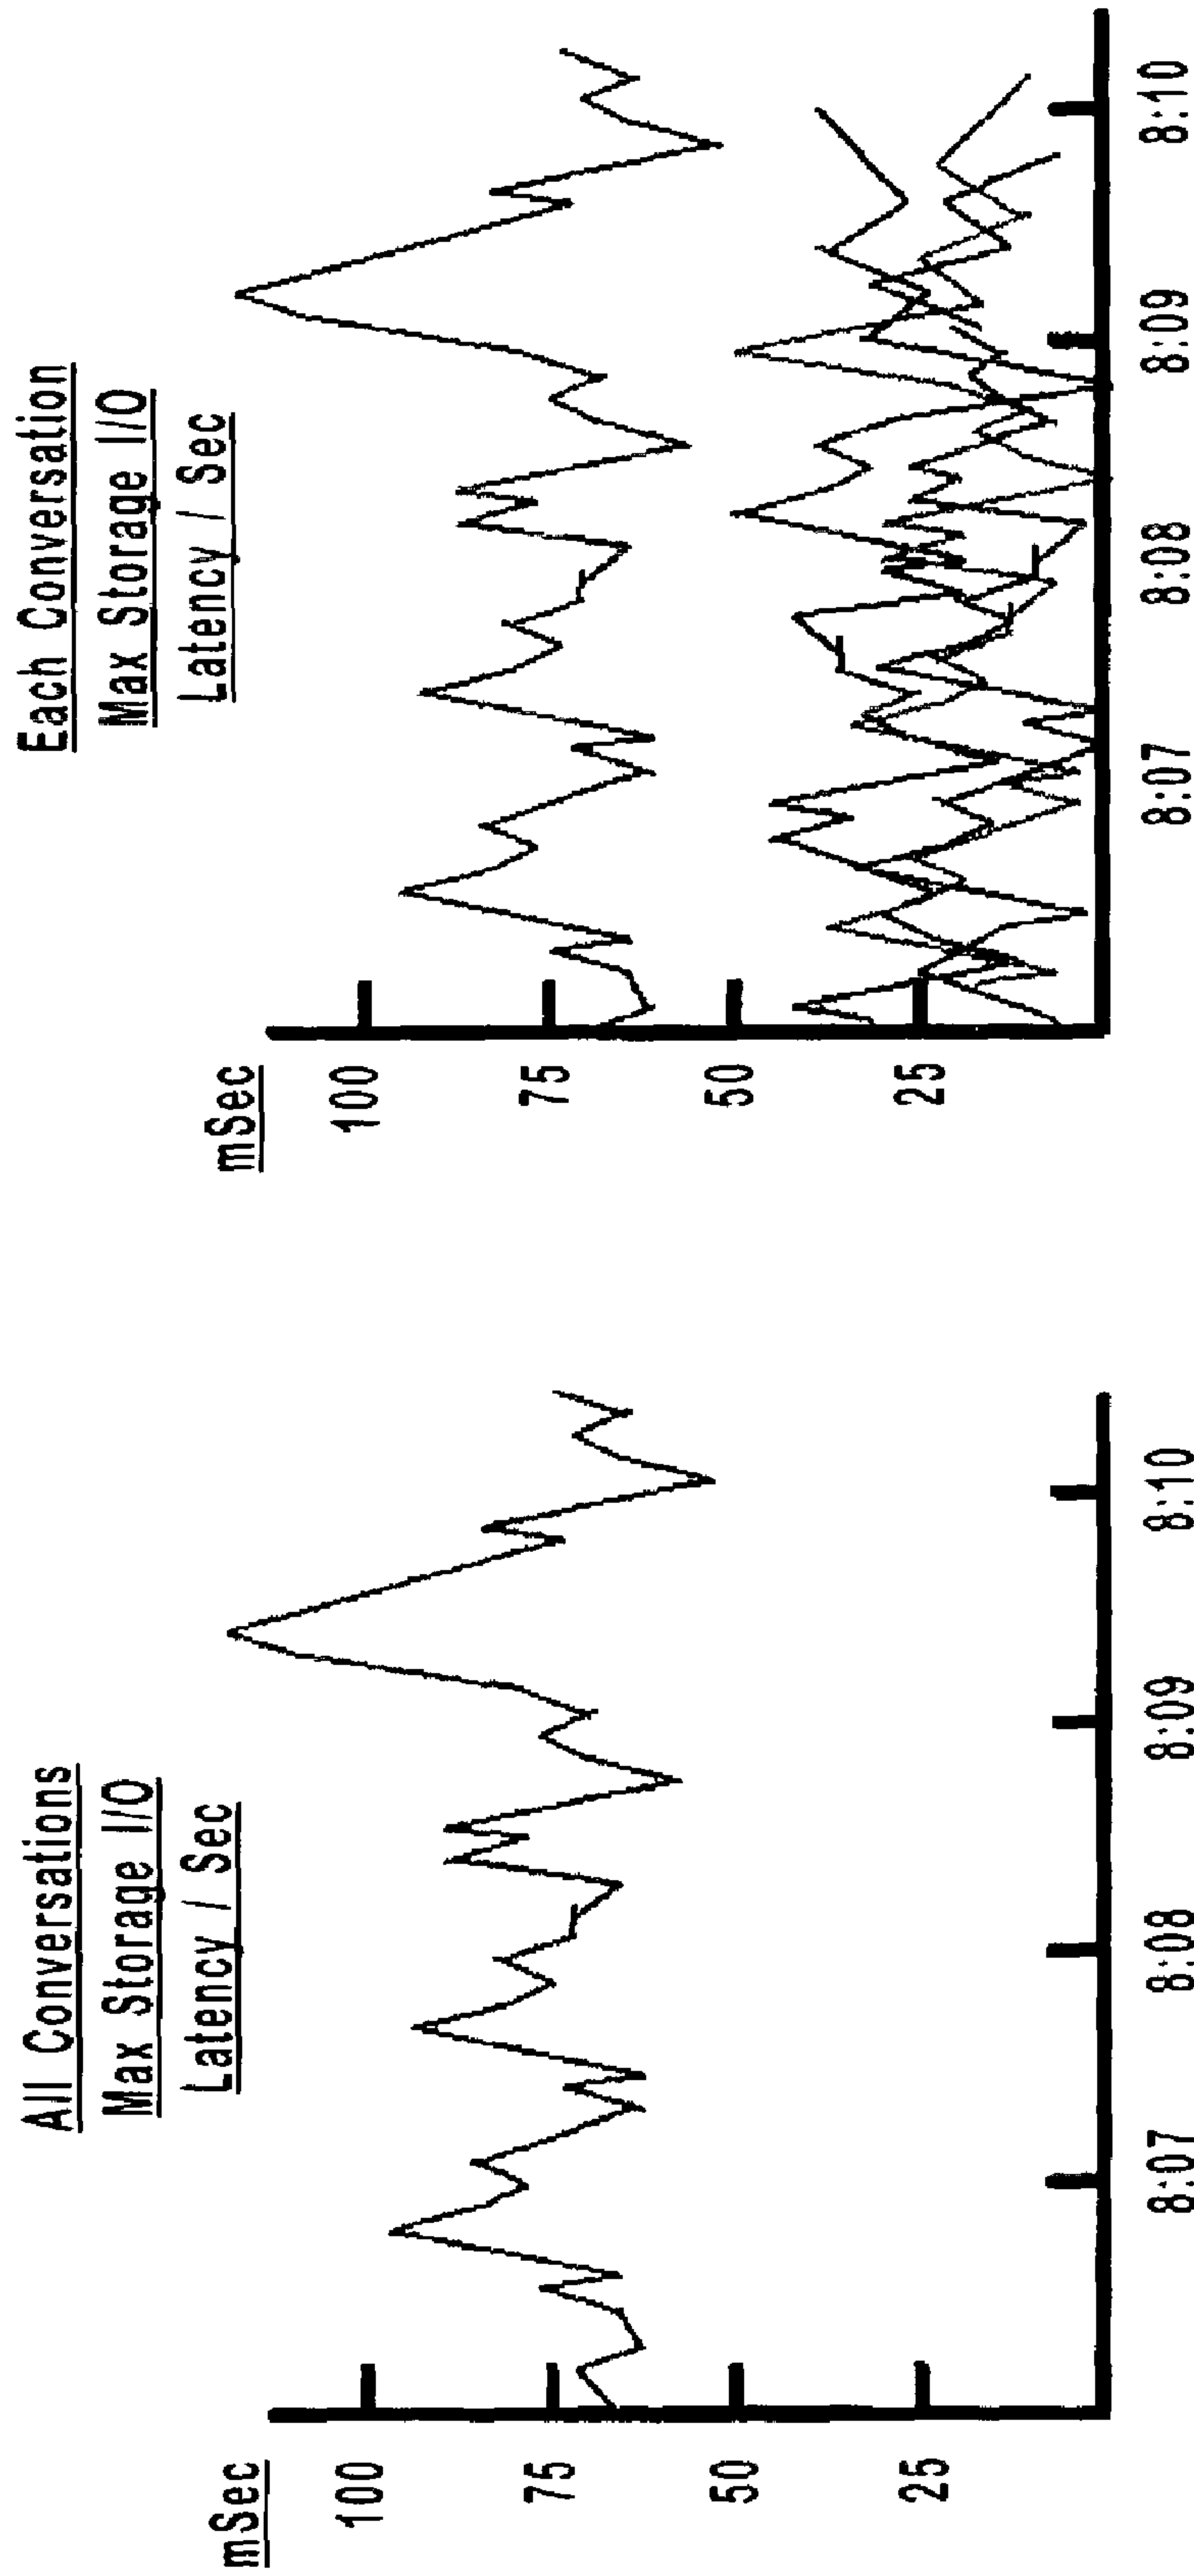 All Conversations
Max Storage I/O
Latency / Sec
mSec
100
75
50
25
8:07
8:08
8:09
8:10
Each Conversation
Max Storage I/O
Latency / Sec
mSec
100
75
50
25
8:07
8:08
8:09
8:10